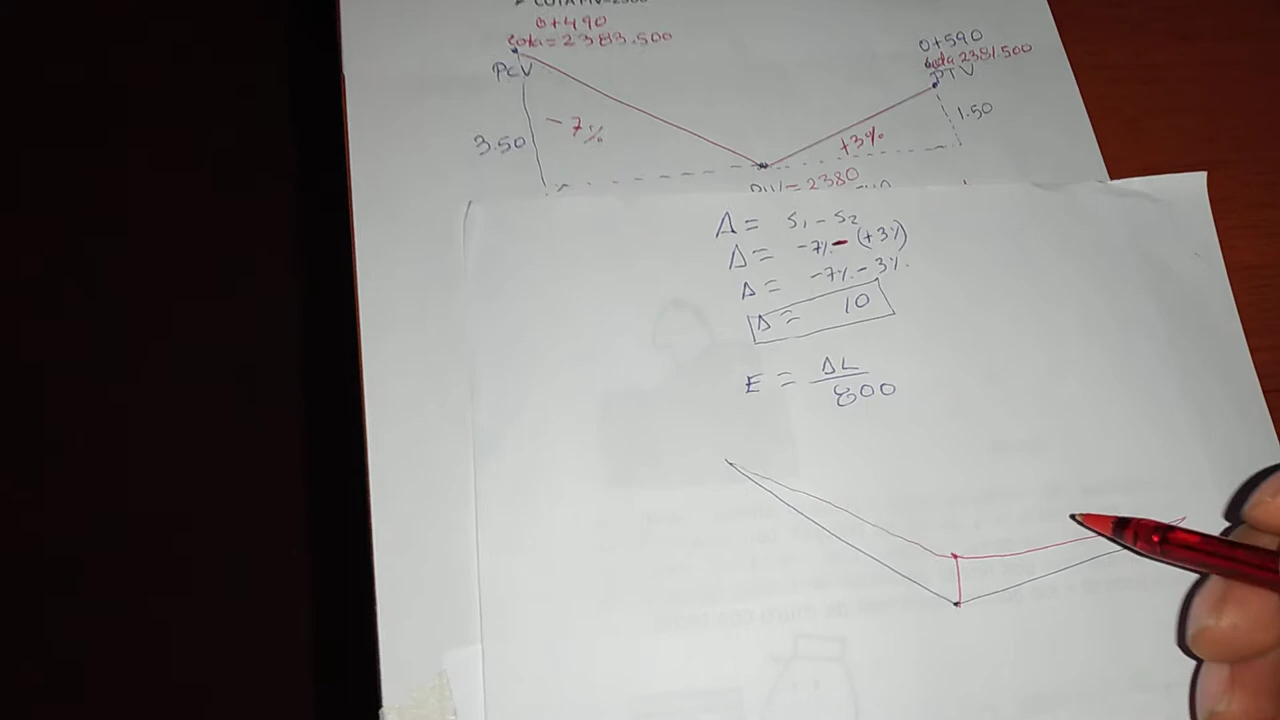 0+490
Cota=2383.500
PCV
3.50
-7%
0+590
Cota 2381.500
PTV
1.50
+3%
PIV=2380
Δ= S1-S2
Δ= -7%-(+3%)
Δ= -7%-3%.
Δ= 10
E = ΔL
800